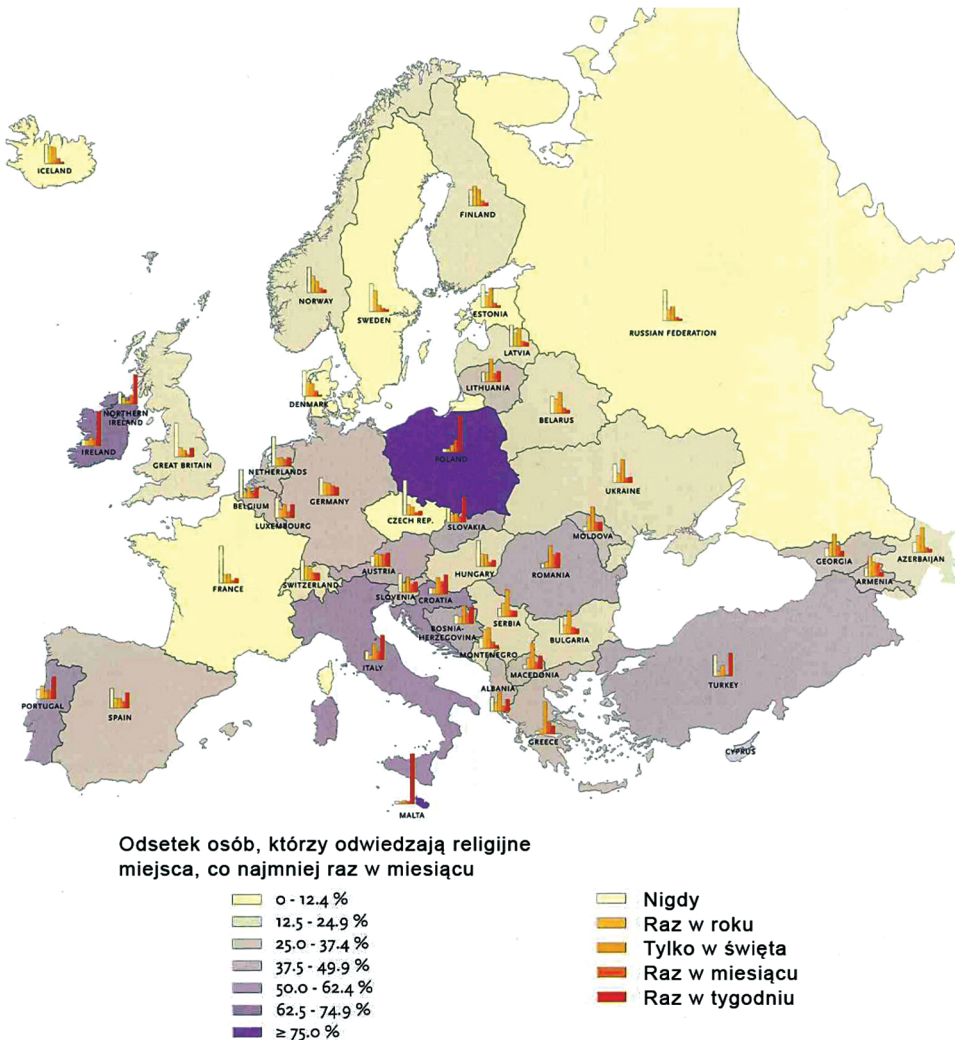 ICELAND
FINLAND
NORWAY
SWEDEN
ESTONIA
RUSSIAN FEDERATION
LATVIA
LITHUANIA
DENMARK
NORTHERN
IRELAND
BELARUS
IRELAND
GREAT BRITAIN
POLAND
NETHERLANDS
UKRAINE
GERMANY
BELGIUM
LUXEMBOURG
CZECH REP.
SLOVAKIA
MOLDOVA
AZERBAIJAN
GEORGIA
AUSTRIA
HUNGARY
ROMANIA
ARMENIA
FRANCE
SWITZERLAND
SLOVENIA
CROATIA
SERBIA
BOSNIA-
HERZEGOVINA
BULGARIA
MONTENEGRO
ITALY
MACEDONIA
TURKEY
ALBANIA
PORTUGAL
SPAIN
GREECE
CYPRUS
MALTA
Odsetek osób, którzy odwiedzają religijne
miejsca, co najmniej raz w miesiącu
0 - 12.4 %
12.5 - 24.9 %
25.0 - 37.4 %
37.5 - 49.9 %
50.0 - 62.4 %
62.5 - 74.9 %
≥ 75.0 %
Nigdy
Raz w roku
Tylko w święta
Raz w miesiącu
Raz w tygodniu